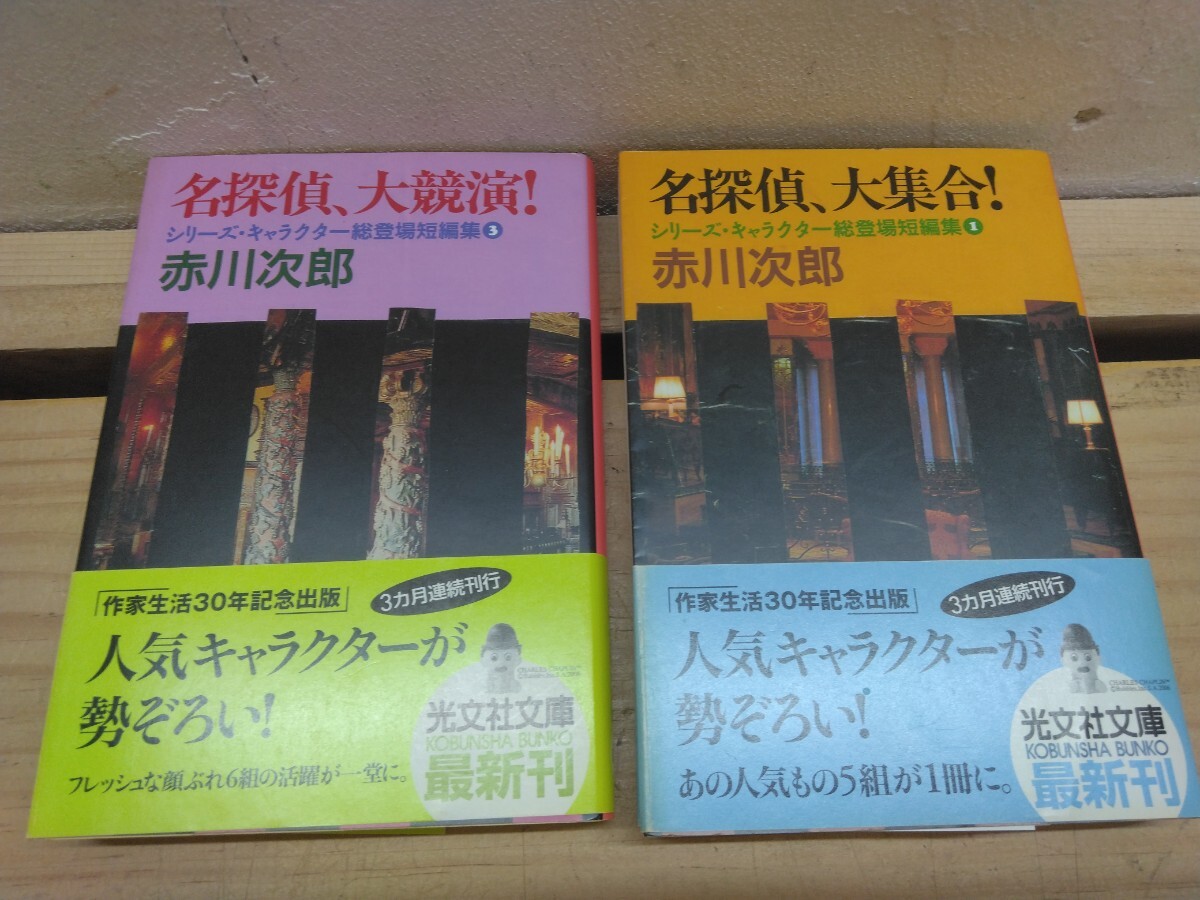 名探偵、大競演!
シリーズ・キャラクター総登場短編集3
赤川次郎
作家生活30年記念出版
3カ月連続刊行
人気キャラクターが
勢ぞろい!
フレッシュな顔ぶれ6組の活躍が一堂に。
光文社文庫
KOBUNSHA BUNKO
最新刊
名探偵、大集合!
シリーズ・キャラクター総登場短編集1
赤川次郎
作家生活30年記念出版
3カ月連続刊行
人気キャラクターが
勢ぞろい!
あの人気もの5組が1冊に。
光文社文庫
KOBUNSHA BUNKO
最新刊